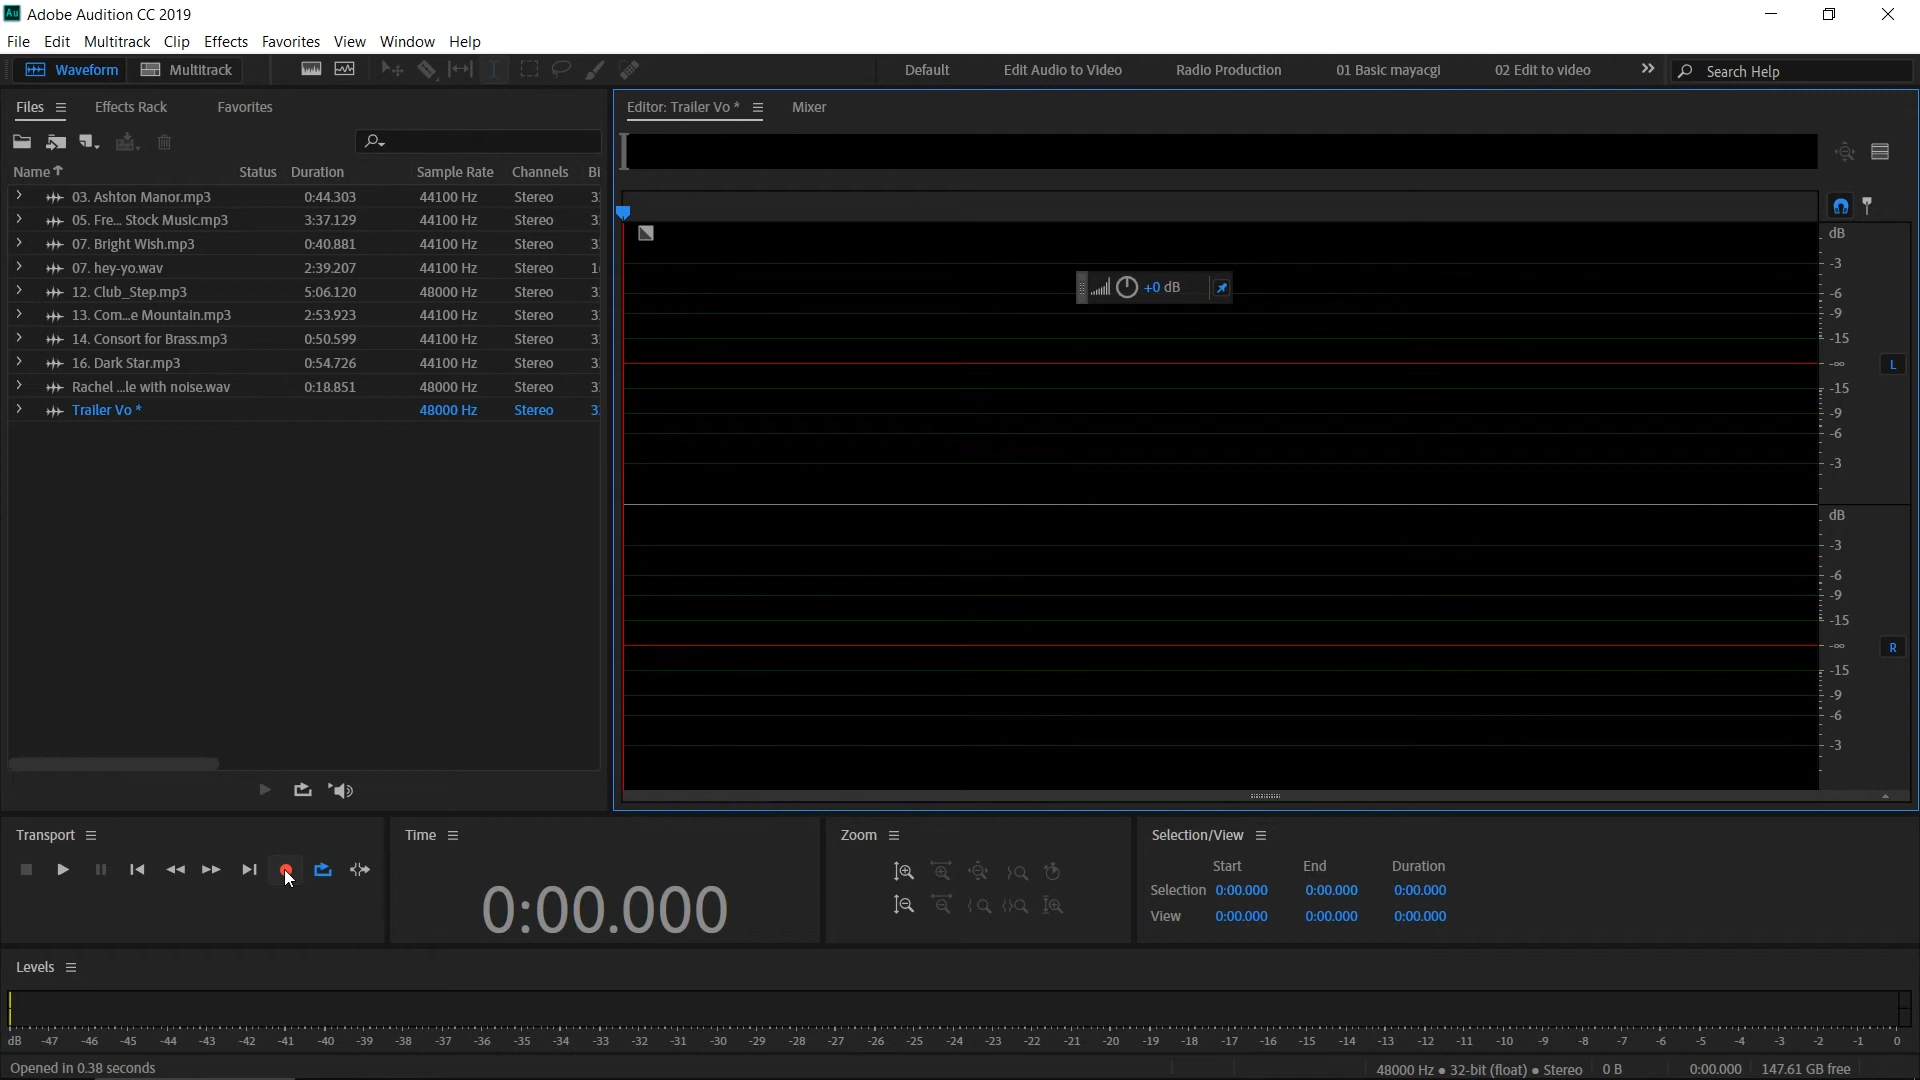 Au Adobe Audition CC 2019
File Edit Multitrack Clip Effects Favorites View Window Help
Waveform Multitrack Default Edit Audio to Video Radio Production 01 Basic mayacgi 02 Edit to video » Search Help
Files Effects Rack Favorites
Name Status Duration Sample Rate Channels Bi
03. Ashton Manor.mp3 0:44.303 44100 Hz Stereo 3
05. Fre... Stock Music.mp3 3:37.129 44100 Hz Stereo 3
07. Bright Wish.mp3 0:40.881 44100 Hz Stereo 3
07. hey-yo.wav 2:39.207 44100 Hz Stereo 1
12. Club_Step.mp3 5:06.120 48000 Hz Stereo 3
13. Com...e Mountain.mp3 2:53.923 44100 Hz Stereo 3
14. Consort for Brass.mp3 0:50.599 44100 Hz Stereo 3
16. Dark Star.mp3 0:54.726 44100 Hz Stereo 3
Rachel ...le with noise.wav 0:18.851 48000 Hz Stereo 3
Trailer Vo * 48000 Hz Stereo 3
Editor: Trailer Vo * Mixer
+0 dB
dB
-3
-6
-9
-15
-∞
-15
-9
-6
-3
L
dB
-3
-6
-9
-15
-∞
-15
-9
-6
-3
R
Transport
Time
0:00.000
Zoom
Selection/View
Start End Duration
Selection 0:00.000 0:00.000 0:00.000
View 0:00.000 0:00.000 0:00.000
Levels
dB -47 -46 -45 -44 -43 -42 -41 -40 -39 -38 -37 -36 -35 -34 -33 -32 -31 -30 -29 -28 -27 -26 -25 -24 -23 -22 -21 -20 -19 -18 -17 -16 -15 -14 -13 -12 -11 -10 -9 -8 -7 -6 -5 -4 -3 -2 -1 0
Opened in 0.38 seconds 48000 Hz ● 32-bit (float) ● Stereo 0 B 0:00.000 147.61 GB free